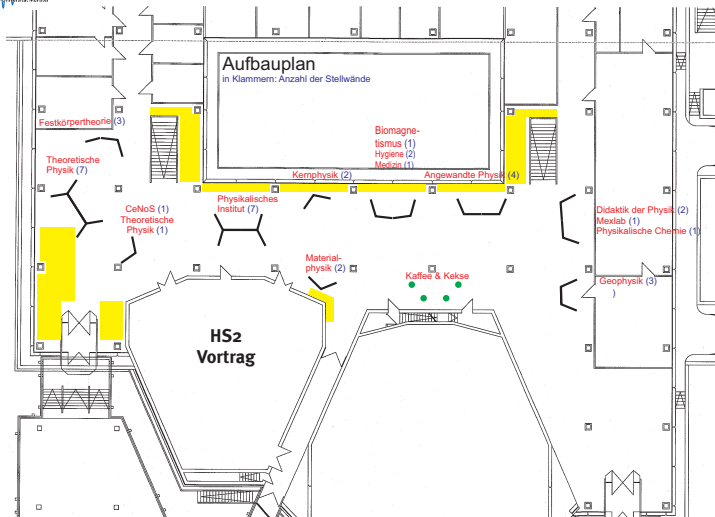 Aufbauplan
in Klammern: Anzahl der Stellwände
Festkörpertheorie (3)
Theoretische
Physik (7)
CeNoS (1)
Theoretische
Physik (1)
Physikalisches
Institut (7)
Kernphysik (2)
Biomagne-
tismus (1)
Hygiene (2)
Medizin (1)
Angewandte Physik (4)
Didaktik der Physik (2)
Mexlab (1)
Physikalische Chemie (1)
Material-
physik (2)
Kaffee & Kekse
Geophysik (3)
)
HS2
Vortrag